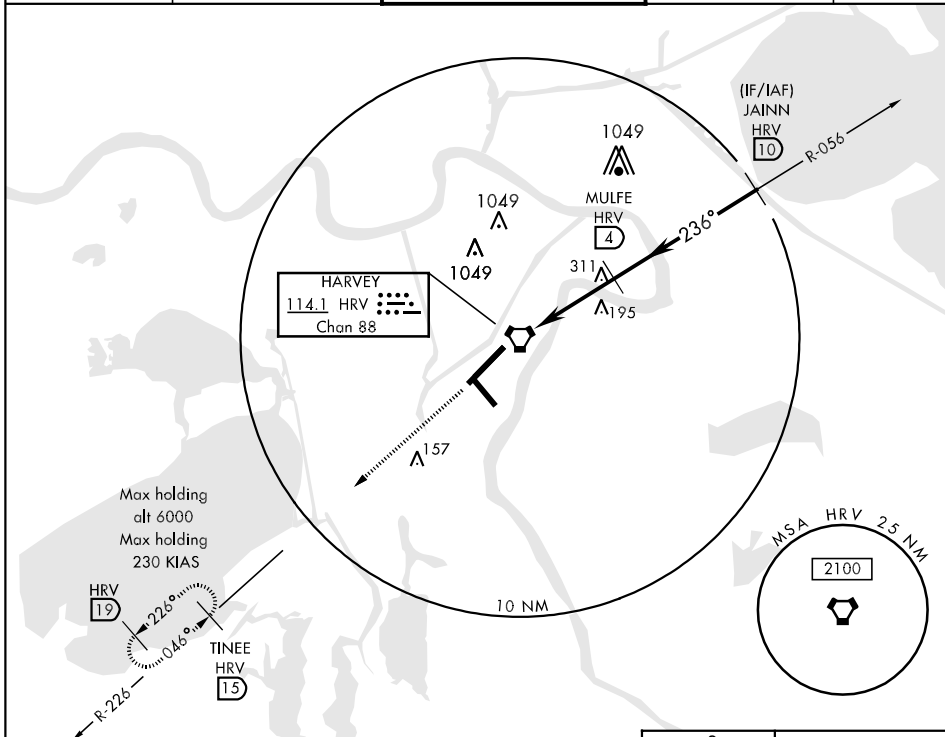 (IF/IAF)
JAINN
HRV
10
R-056
1049
MULFE
HRV
4
236°
1049
1049
311
195
HARVEY
114.1 HRV
Chan 88
157
Max holding
alt 6000
Max holding
230 KIAS
HRV
19
226°
046°
TINEE
HRV
15
R-226
10 NM
MSA HRV 25 NM
2100